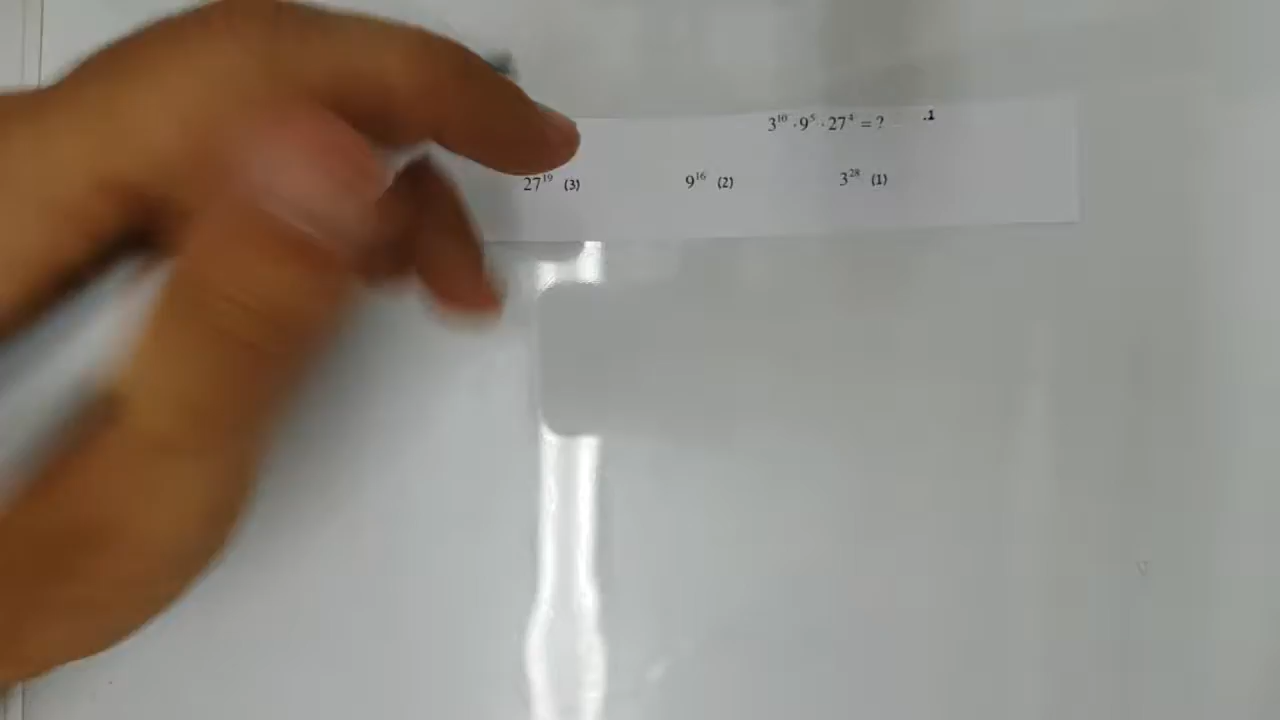 .1 3¹⁰ · 9⁵ · 27⁴ = ?
(1) 3²⁸ (2) 9¹⁶ (3) 27¹⁹